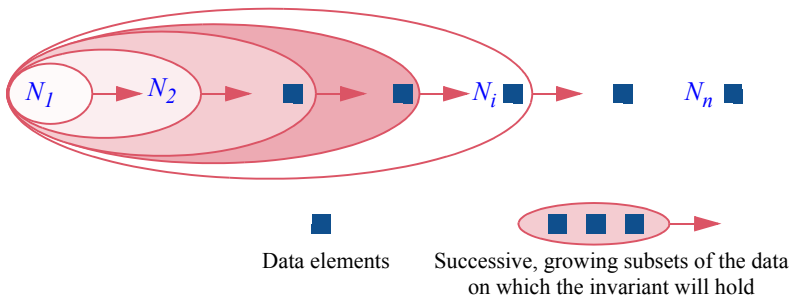 N1 N2 Ni Nn
Data elements
Successive, growing subsets of the data
on which the invariant will hold